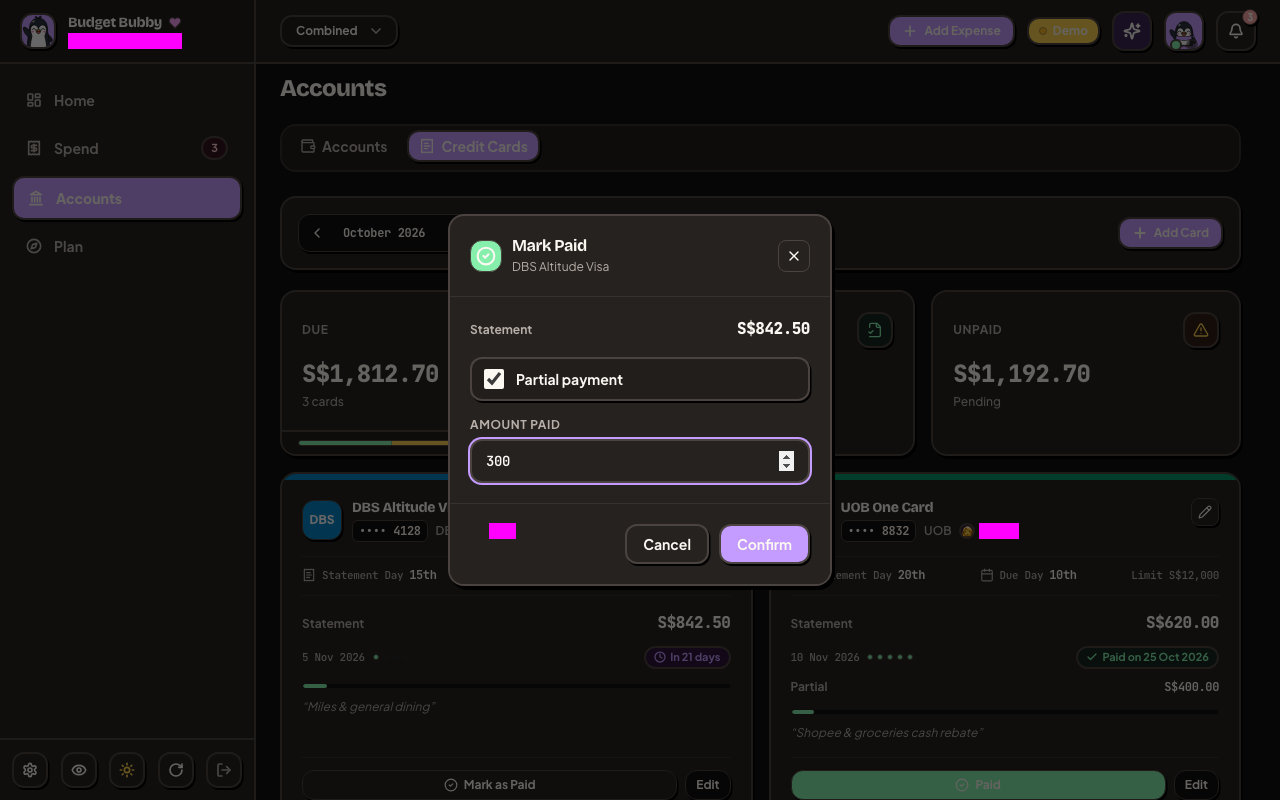 Budget Bubby
Combined
Add Expense
Demo
3
Home
Spend
3
Accounts
Plan
Accounts
Accounts
Credit Cards
October 2026
Add Card
DUE
S$1,812.70
3 cards
UNPAID
S$1,192.70
Pending
Mark Paid
DBS Altitude Visa
Statement
S$842.50
Partial payment
AMOUNT PAID
300
Cancel
Confirm
DBS
DBS Altitude V
•••• 4128
Statement Day 15th
Statement
S$842.50
5 Nov 2026
In 21 days
“Miles & general dining”
Mark as Paid
Edit
UOB One Card
•••• 8832
UOB
ement Day 20th
Due Day 10th
Limit S$12,000
Statement
S$620.00
10 Nov 2026
Paid on 25 Oct 2026
Partial
S$400.00
“Shopee & groceries cash rebate”
Paid
Edit